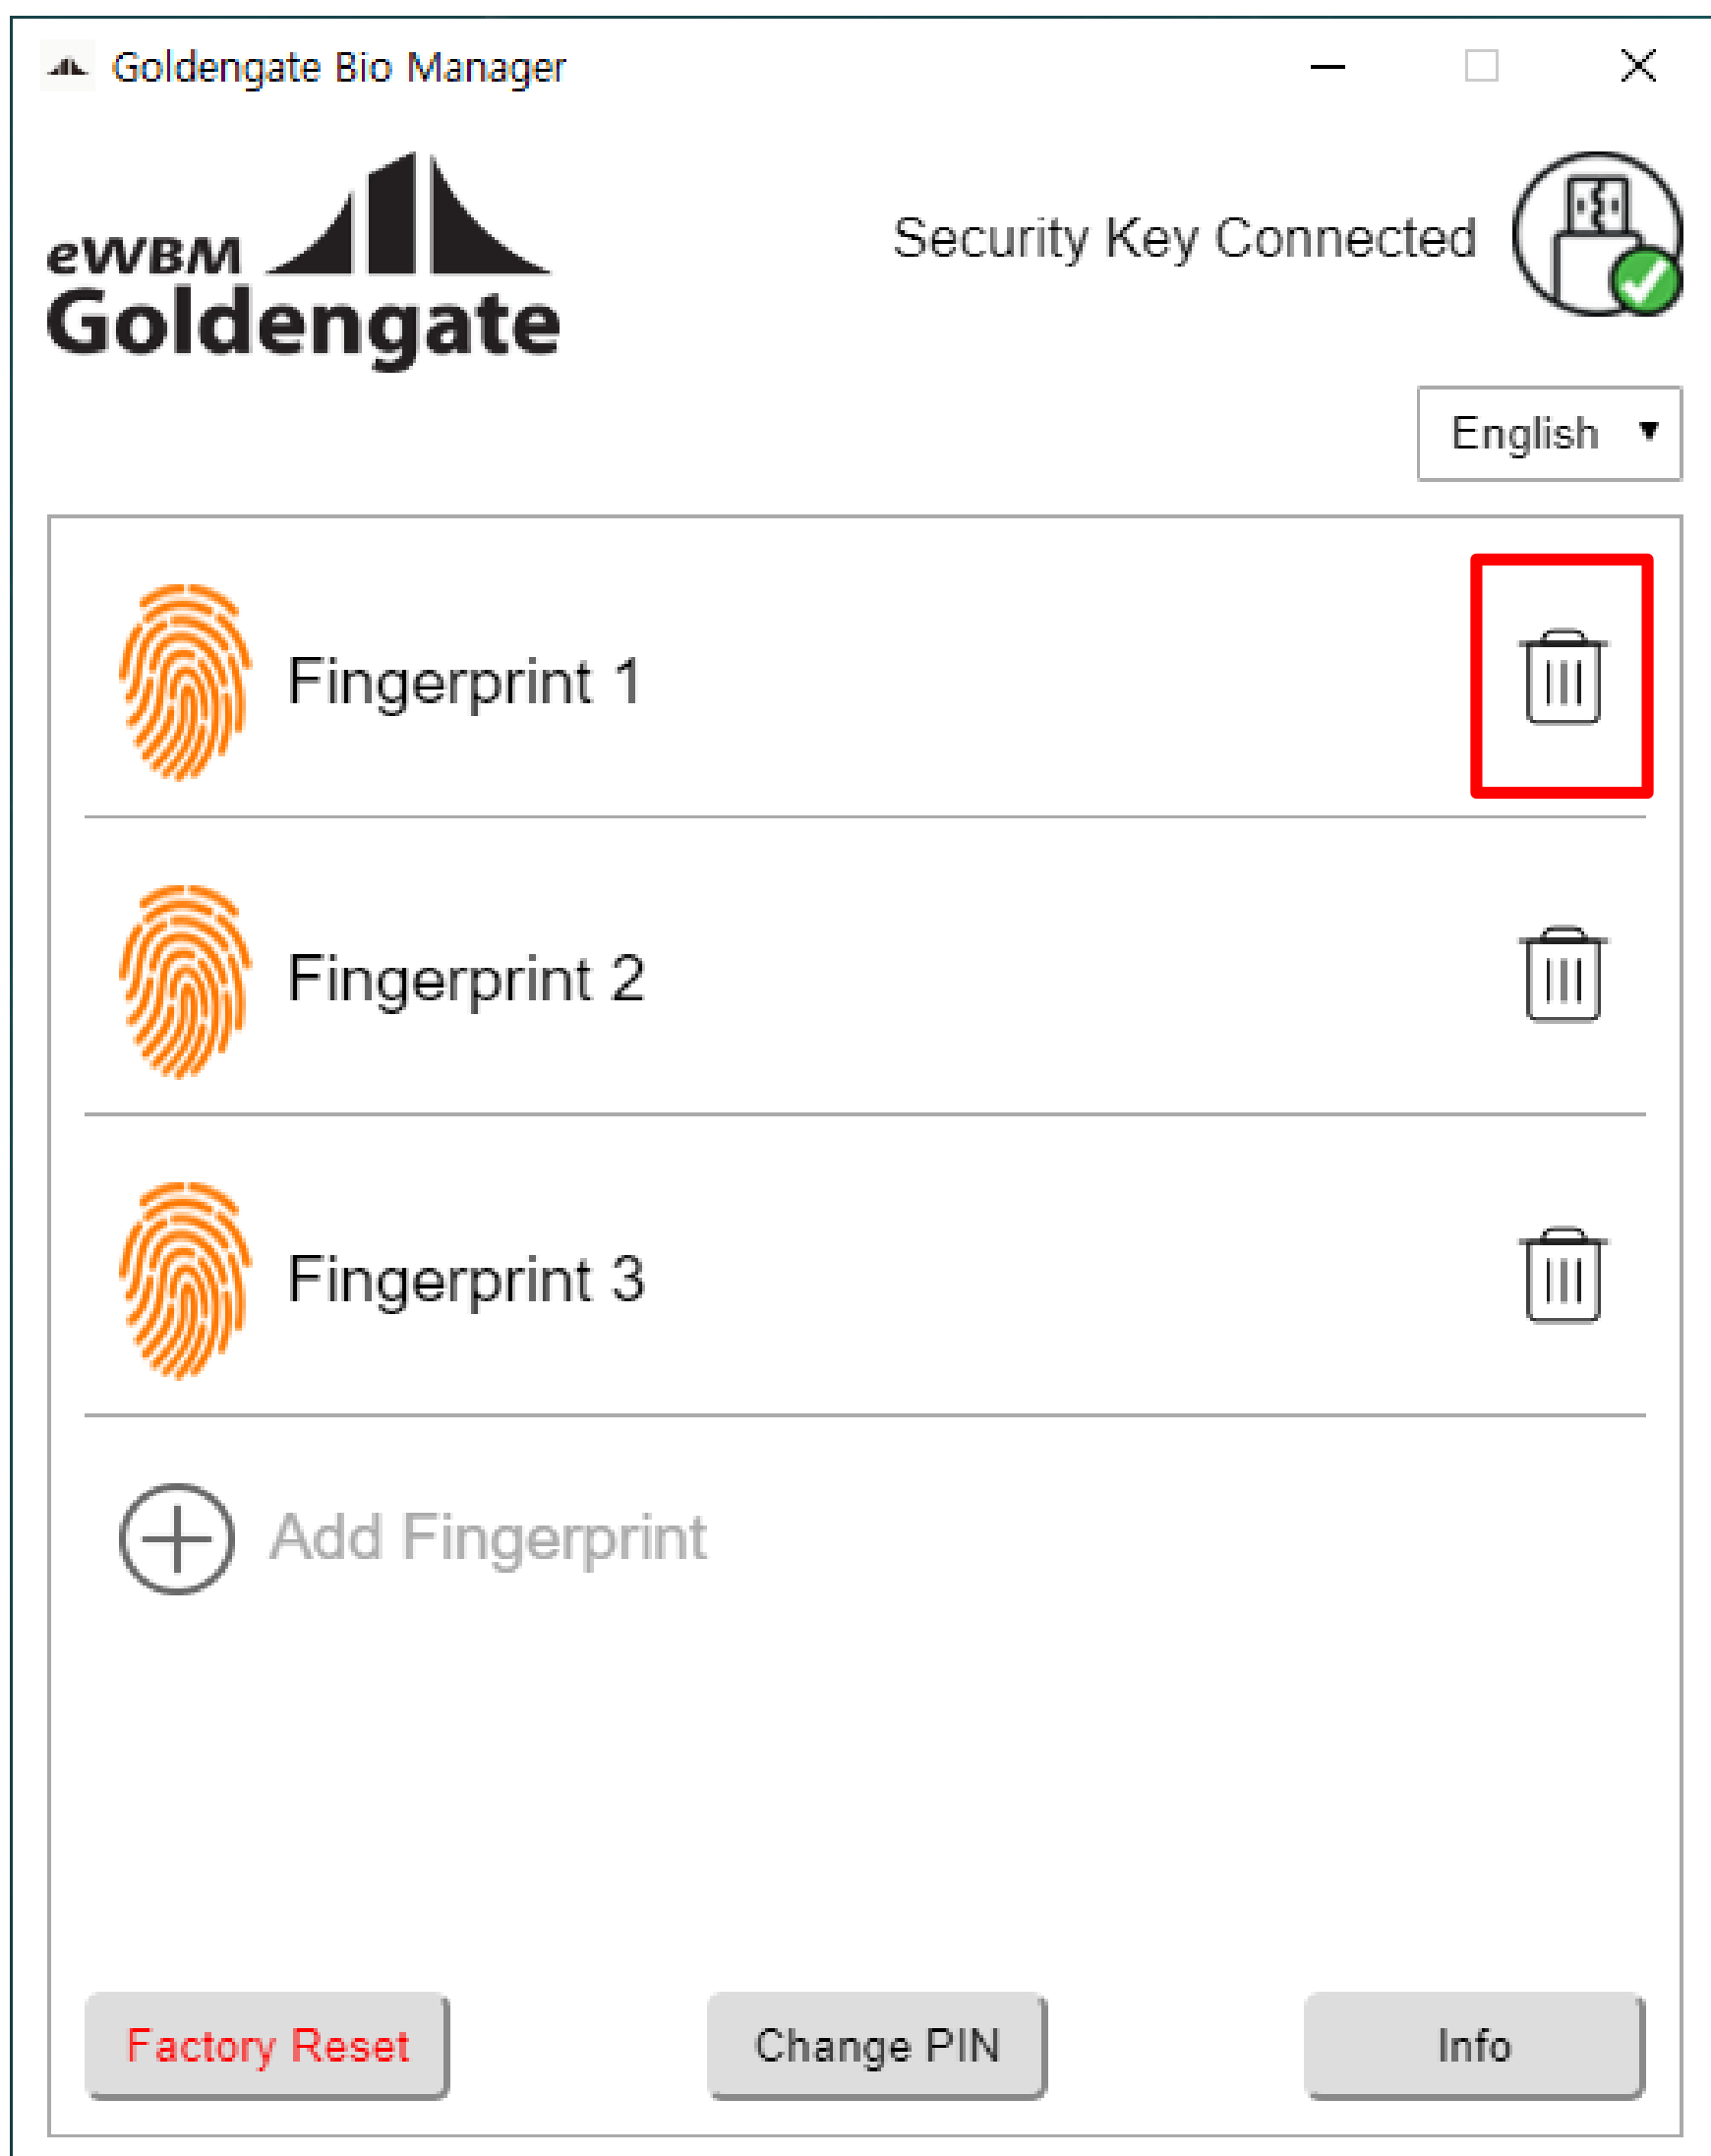 Goldengate Bio Manager
eWBM
Goldengate
Security Key Connected
English
Fingerprint 1
Fingerprint 2
Fingerprint 3
Add Fingerprint
Factory Reset
Change PIN
Info